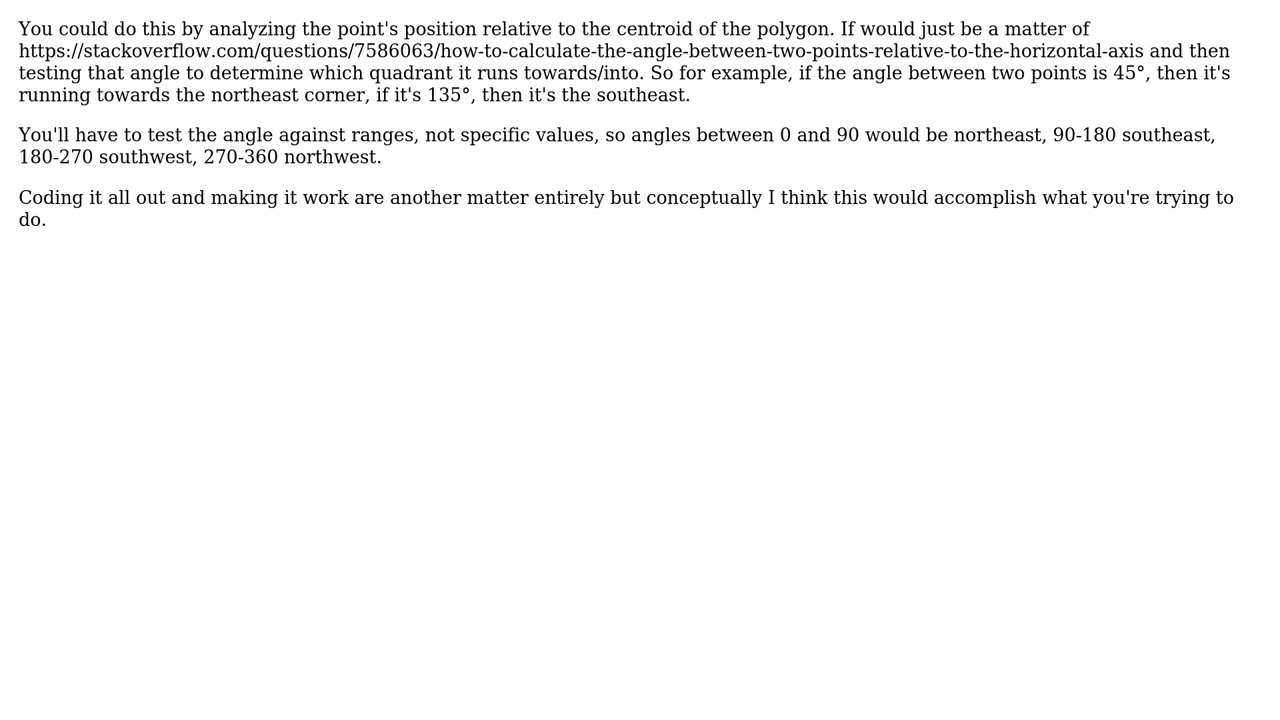 You could do this by analyzing the point's position relative to the centroid of the polygon. If would just be a matter of
https://stackoverflow.com/questions/7586063/how-to-calculate-the-angle-between-two-points-relative-to-the-horizontal-axis and then
testing that angle to determine which quadrant it runs towards/into. So for example, if the angle between two points is 45°, then it's
running towards the northeast corner, if it's 135°, then it's the southeast.
You'll have to test the angle against ranges, not specific values, so angles between 0 and 90 would be northeast, 90-180 southeast,
180-270 southwest, 270-360 northwest.
Coding it all out and making it work are another matter entirely but conceptually I think this would accomplish what you're trying to
do.